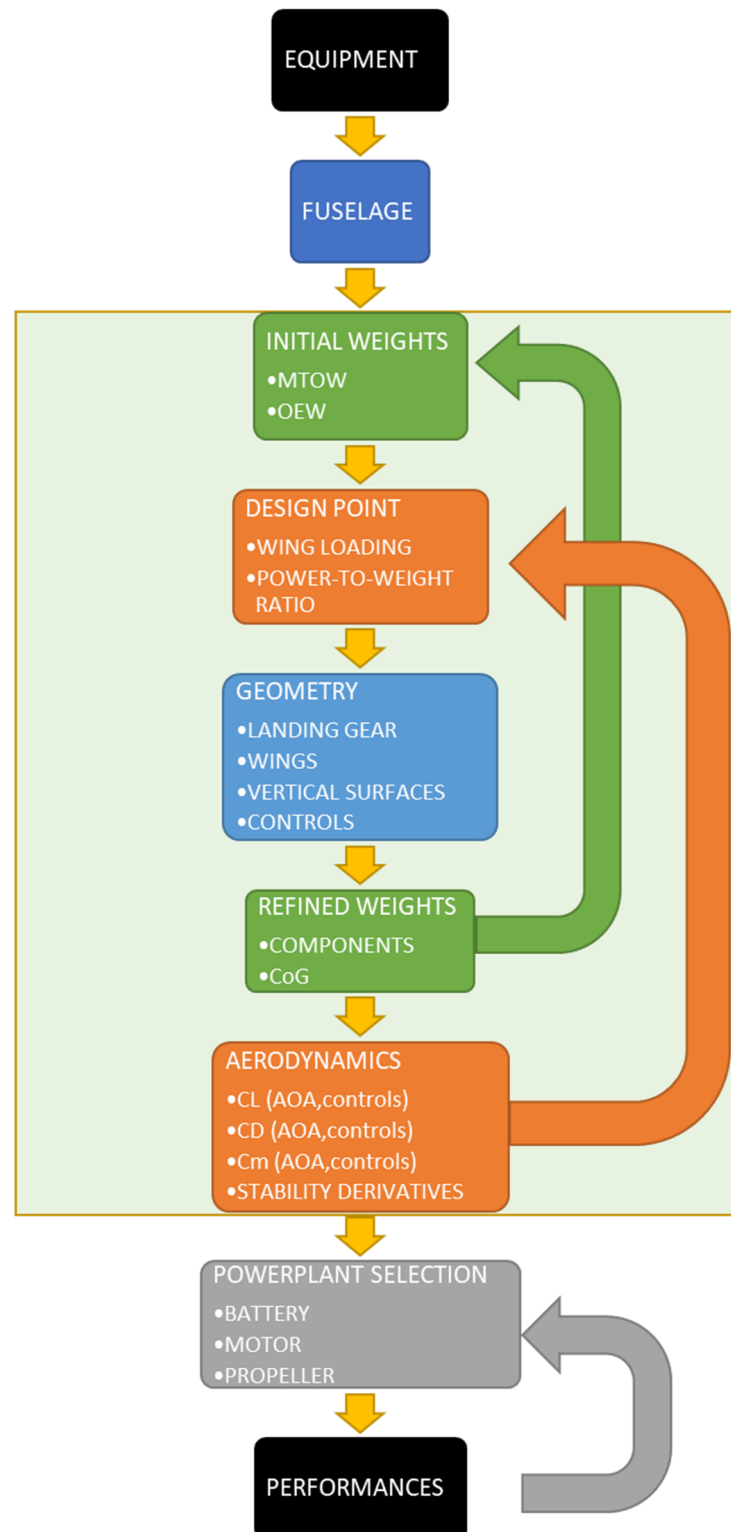 EQUIPMENT
FUSELAGE
INITIAL WEIGHTS
•MTOW
•OEW
DESIGN POINT
•WING LOADING
•POWER-TO-WEIGHT
RATIO
GEOMETRY
•LANDING GEAR
•WINGS
•VERTICAL SURFACES
•CONTROLS
REFINED WEIGHTS
•COMPONENTS
•CoG
AERODYNAMICS
•CL (AOA,controls)
•CD (AOA,controls)
•Cm (AOA,controls)
•STABILITY DERIVATIVES
POWERPLANT SELECTION
•BATTERY
•MOTOR
•PROPELLER
PERFORMANCES